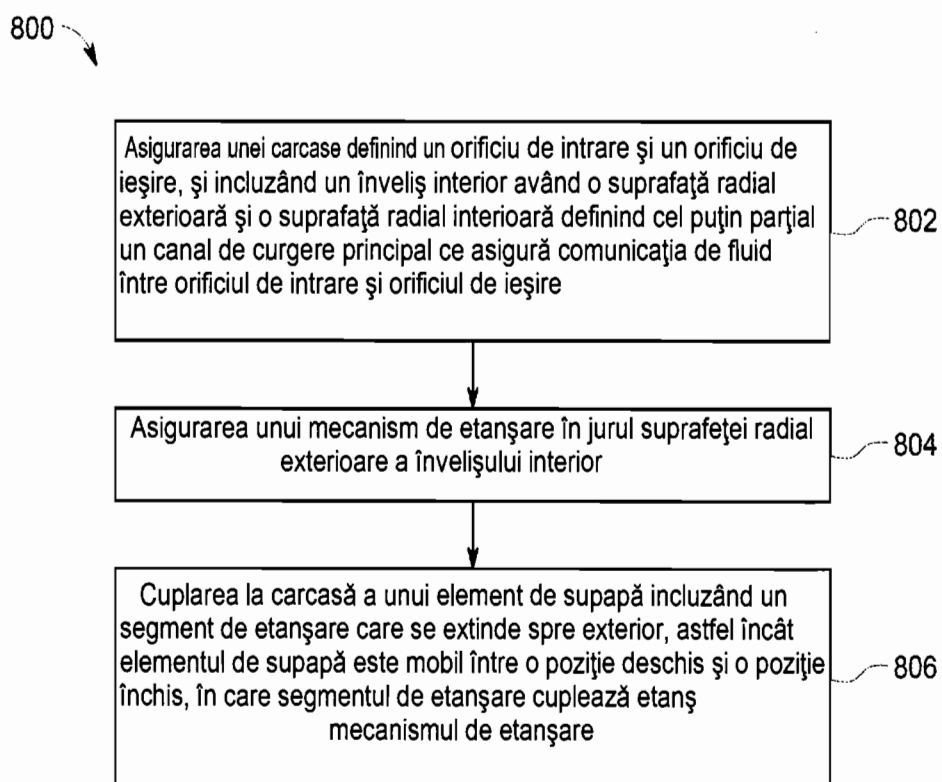 800
Asigurarea unei carcase definind un orificiu de intrare şi un orificiu de
ieşire, şi incluzând un înveliş interior având o suprafaţă radial
exterioară şi o suprafaţă radial interioară definind cel puţin parţial
un canal de curgere principal ce asigură comunicaţia de fluid
între orificiul de intrare şi orificiul de ieşire
802
Asigurarea unui mecanism de etanşare în jurul suprafeţei radial
exterioare a învelişului interior
804
Cuplarea la carcasă a unui element de supapă incluzând un
segment de etanşare care se extinde spre exterior, astfel încât
elementul de supapă este mobil între o poziţie deschis şi o poziţie
închis, în care segmentul de etanşare cuplează etanş
mecanismul de etanşare
806